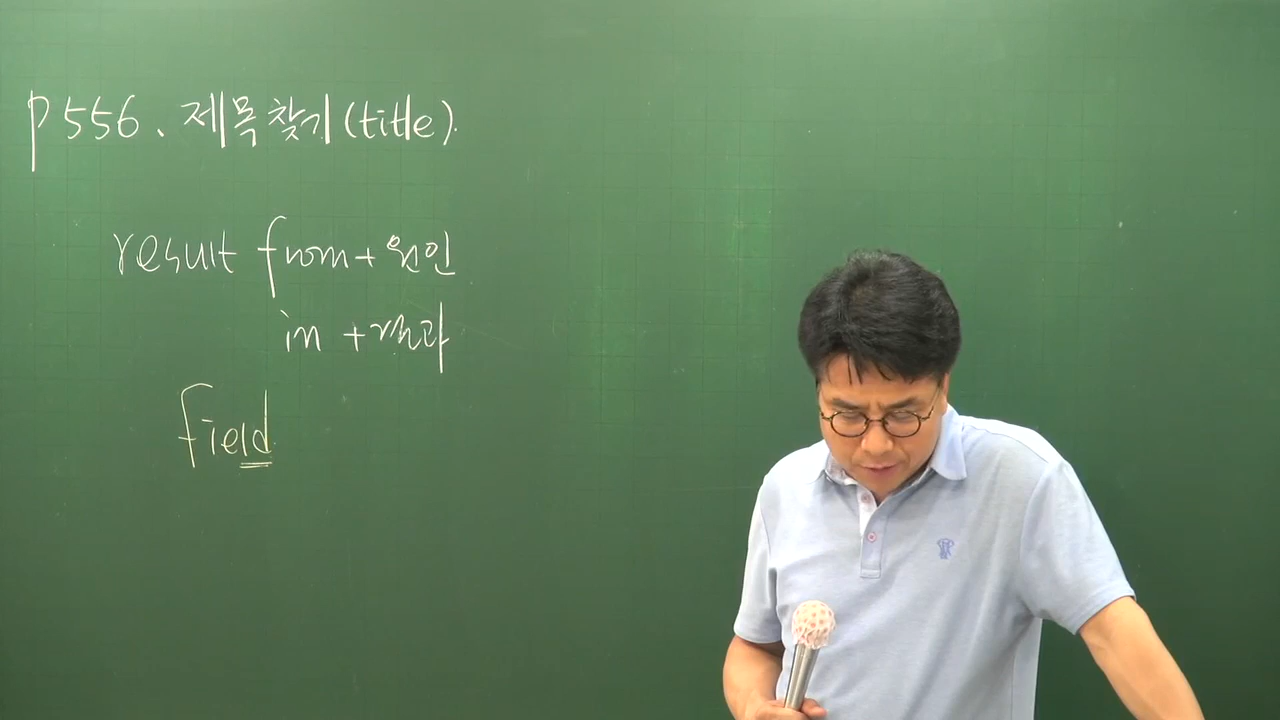 P556. 제목 찾기(title).
result from + 원인
in + 결과
field